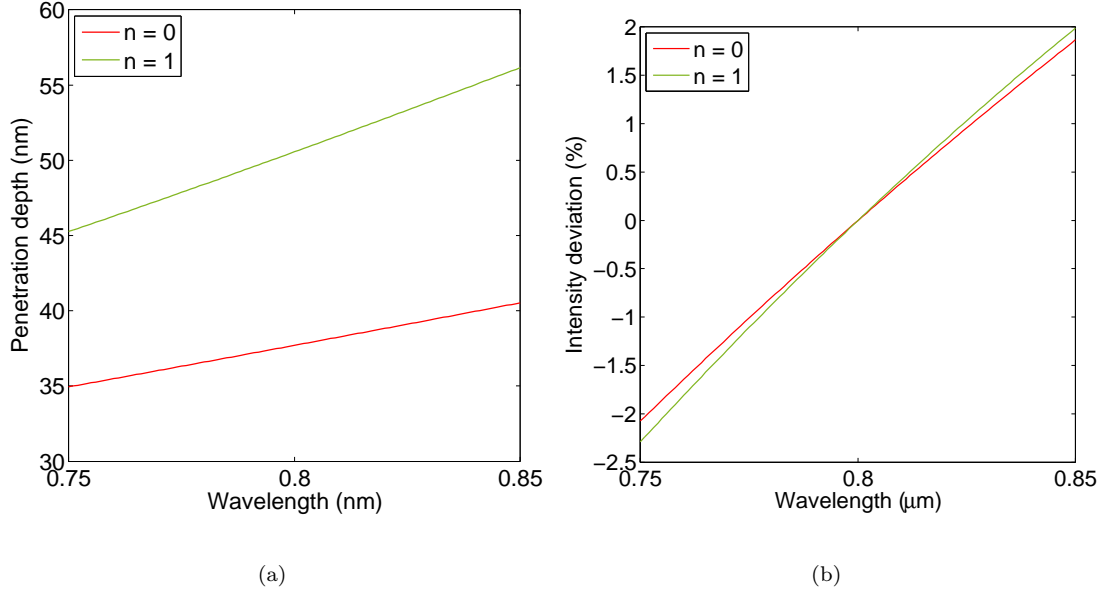 60
55
50
45
40
35
30
Penetration depth (nm)
n = 0
n = 1
0.75
0.8
0.85
Wavelength (nm)
(a)
2
1.5
1
0.5
0
−0.5
−1
−1.5
−2
−2.5
Intensity deviation (%)
n = 0
n = 1
0.75
0.8
0.85
Wavelength (μm)
(b)